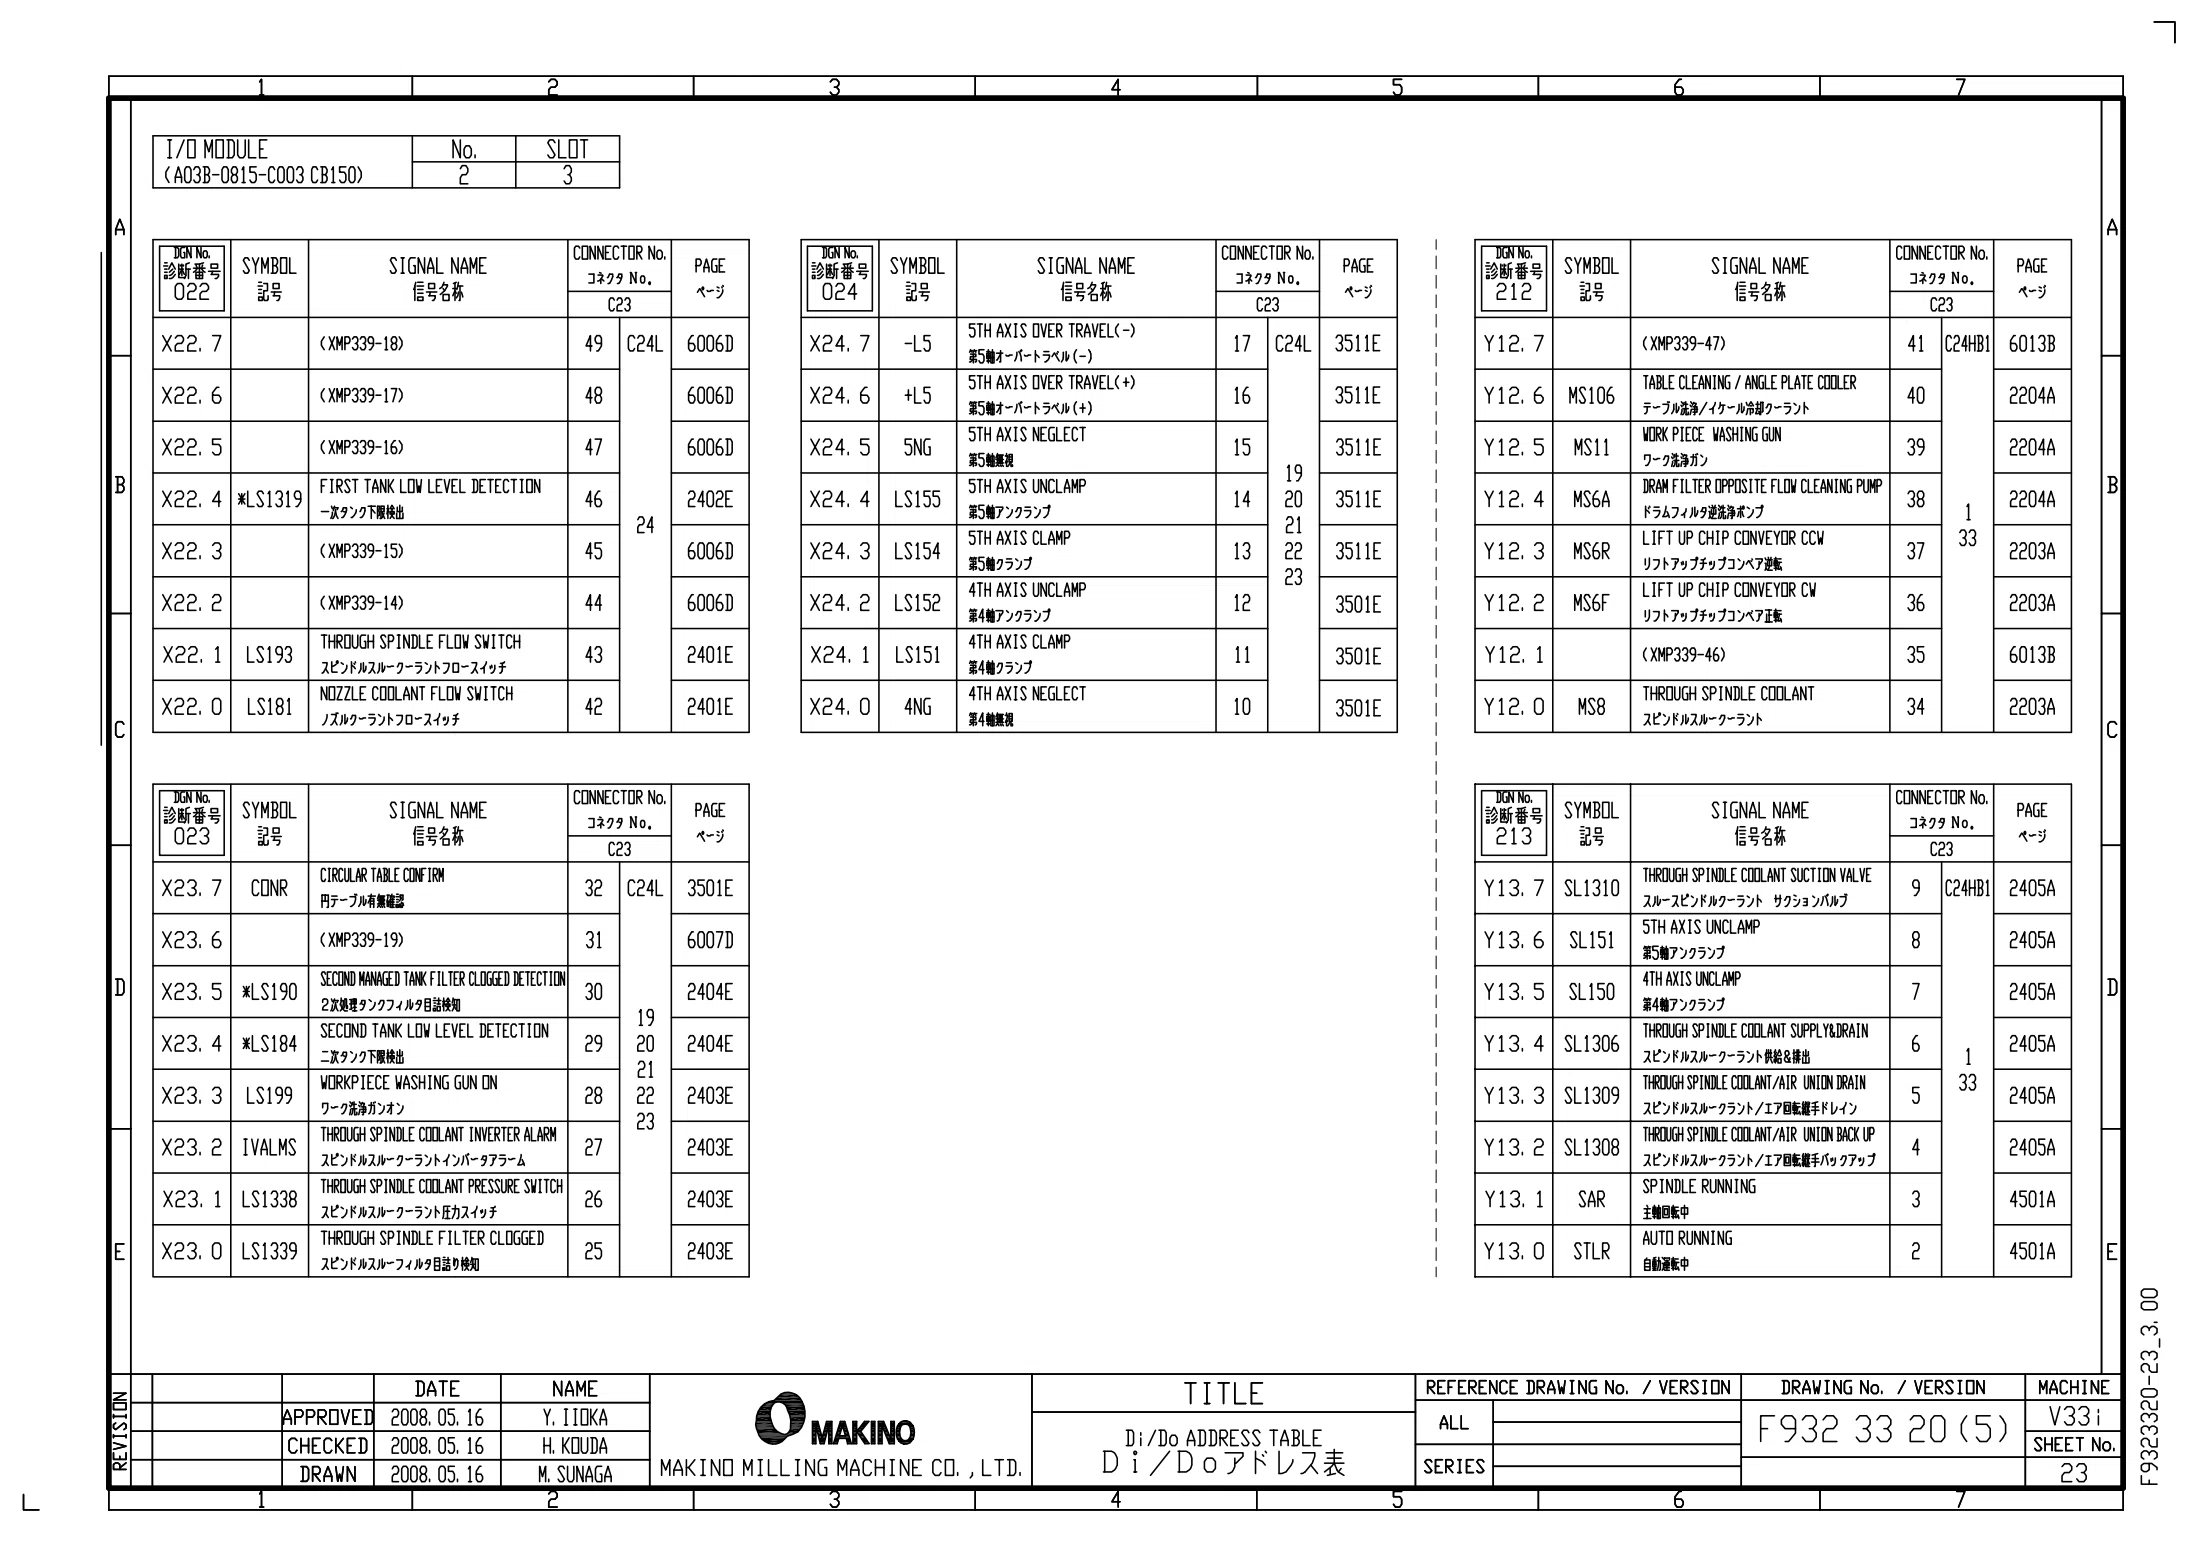 1 2 3 4 5 6 7
I/O MODULE No. SLOT
(A03B-0815-C003 CB150) 2 3
DGN No. 診断番号 022 SYMBOL 記号 SIGNAL NAME 信号名称 CONNECTOR No. コネクタ No. C23 PAGE ページ
X22.7 (XMP339-18) 49 C24L 6006D
X22.6 (XMP339-17) 48 6006D
X22.5 (XMP339-16) 47 6006D
X22.4 *LS1319 FIRST TANK LOW LEVEL DETECTION 46 2402E
一次タンク下限検出
24
X22.3 (XMP339-15) 45 6006D
X22.2 (XMP339-14) 44 6006D
X22.1 LS193 THROUGH SPINDLE FLOW SWITCH 43 2401E
スピンドルスルークーラントフロースイッチ
X22.0 LS181 NOZZLE COOLANT FLOW SWITCH 42 2401E
ノズルクーラントフロースイッチ
DGN No. 診断番号 024 SYMBOL 記号 SIGNAL NAME 信号名称 CONNECTOR No. コネクタ No. C23 PAGE ページ
X24.7 -L5 5TH AXIS OVER TRAVEL(-) 17 C24L 3511E
第5軸オーバートラベル(-)
X24.6 +L5 5TH AXIS OVER TRAVEL(+) 16 3511E
第5軸オーバートラベル(+)
X24.5 5NG 5TH AXIS NEGLECT 15 3511E
第5軸無視
19
20
21
22
23
X24.4 LS155 5TH AXIS UNCLAMP 14 3511E
第5軸アンクランプ
X24.3 LS154 5TH AXIS CLAMP 13 3511E
第5軸クランプ
X24.2 LS152 4TH AXIS UNCLAMP 12 3501E
第4軸アンクランプ
X24.1 LS151 4TH AXIS CLAMP 11 3501E
第4軸クランプ
X24.0 4NG 4TH AXIS NEGLECT 10 3501E
第4軸無視
DGN No. 診断番号 212 SYMBOL 記号 SIGNAL NAME 信号名称 CONNECTOR No. コネクタ No. C23 PAGE ページ
Y12.7 (XMP339-47) 41 C24HB1 6013B
Y12.6 MS106 TABLE CLEANING / ANGLE PLATE COOLER 40 2204A
テーブル洗浄/イケール冷却クーラント
Y12.5 MS11 WORK PIECE WASHING GUN 39 2204A
ワーク洗浄ガン
Y12.4 MS6A DRAM FILTER OPPOSITE FLOW CLEANING PUMP 38 2204A
ドラムフィルタ逆洗浄ポンプ
1
33
Y12.3 MS6R LIFT UP CHIP CONVEYOR CCW 37 2203A
リフトアップチップコンベア逆転
Y12.2 MS6F LIFT UP CHIP CONVEYOR CW 36 2203A
リフトアップチップコンベア正転
Y12.1 (XMP339-46) 35 6013B
Y12.0 MS8 THROUGH SPINDLE COOLANT 34 2203A
スピンドルスルークーラント
DGN No. 診断番号 023 SYMBOL 記号 SIGNAL NAME 信号名称 CONNECTOR No. コネクタ No. C23 PAGE ページ
X23.7 CONR CIRCULAR TABLE CONFIRM 32 C24L 3501E
円テーブル有無確認
X23.6 (XMP339-19) 31 6007D
X23.5 *LS190 SECOND MANAGED TANK FILTER CLOGGED DETECTION 30 2404E
2次処理タンクフィルタ目詰検知
19
20
21
22
23
X23.4 *LS184 SECOND TANK LOW LEVEL DETECTION 29 2404E
二次タンク下限検出
X23.3 LS199 WORKPIECE WASHING GUN ON 28 2403E
ワーク洗浄ガンオン
X23.2 IVALMS THROUGH SPINDLE COOLANT INVERTER ALARM 27 2403E
スピンドルスルークーラントインバータアラーム
X23.1 LS1338 THROUGH SPINDLE COOLANT PRESSURE SWITCH 26 2403E
スピンドルスルークーラント圧力スイッチ
X23.0 LS1339 THROUGH SPINDLE FILTER CLOGGED 25 2403E
スピンドルスルーフィルタ目詰り検知
DGN No. 診断番号 213 SYMBOL 記号 SIGNAL NAME 信号名称 CONNECTOR No. コネクタ No. C23 PAGE ページ
Y13.7 SL1310 THROUGH SPINDLE COOLANT SUCTION VALVE 9 C24HB1 2405A
スルースピンドルクーラント サクションバルブ
Y13.6 SL151 5TH AXIS UNCLAMP 8 2405A
第5軸アンクランプ
Y13.5 SL150 4TH AXIS UNCLAMP 7 2405A
第4軸アンクランプ
Y13.4 SL1306 THROUGH SPINDLE COOLANT SUPPLY&DRAIN 6 2405A
スピンドルスルークーラント供給&排出
1
33
Y13.3 SL1309 THROUGH SPINDLE COOLANT/AIR UNION DRAIN 5 2405A
スピンドルスルークラント/エア回転継手ドレイン
Y13.2 SL1308 THROUGH SPINDLE COOLANT/AIR UNION BACK UP 4 2405A
スピンドルスルークラント/エア回転継手バックアップ
Y13.1 SAR SPINDLE RUNNING 3 4501A
主軸回転中
Y13.0 STLR AUTO RUNNING 2 4501A
自動運転中
A A
B B
C C
D D
E E
REVISION
DATE NAME
APPROVED 2008.05.16 Y.IIOKA
CHECKED 2008.05.16 H.KOUDA
DRAWN 2008.05.16 M.SUNAGA
MAKINO
MAKINO MILLING MACHINE CO.,LTD.
TITLE
Di/Do ADDRESS TABLE
Di/Doアドレス表
REFERENCE DRAWING No. / VERSION
ALL
SERIES
DRAWING No. / VERSION
F932 33 20(5)
MACHINE
V33i
SHEET No.
23
1 2 3 4 5 6 7
F9323320-23_3.00